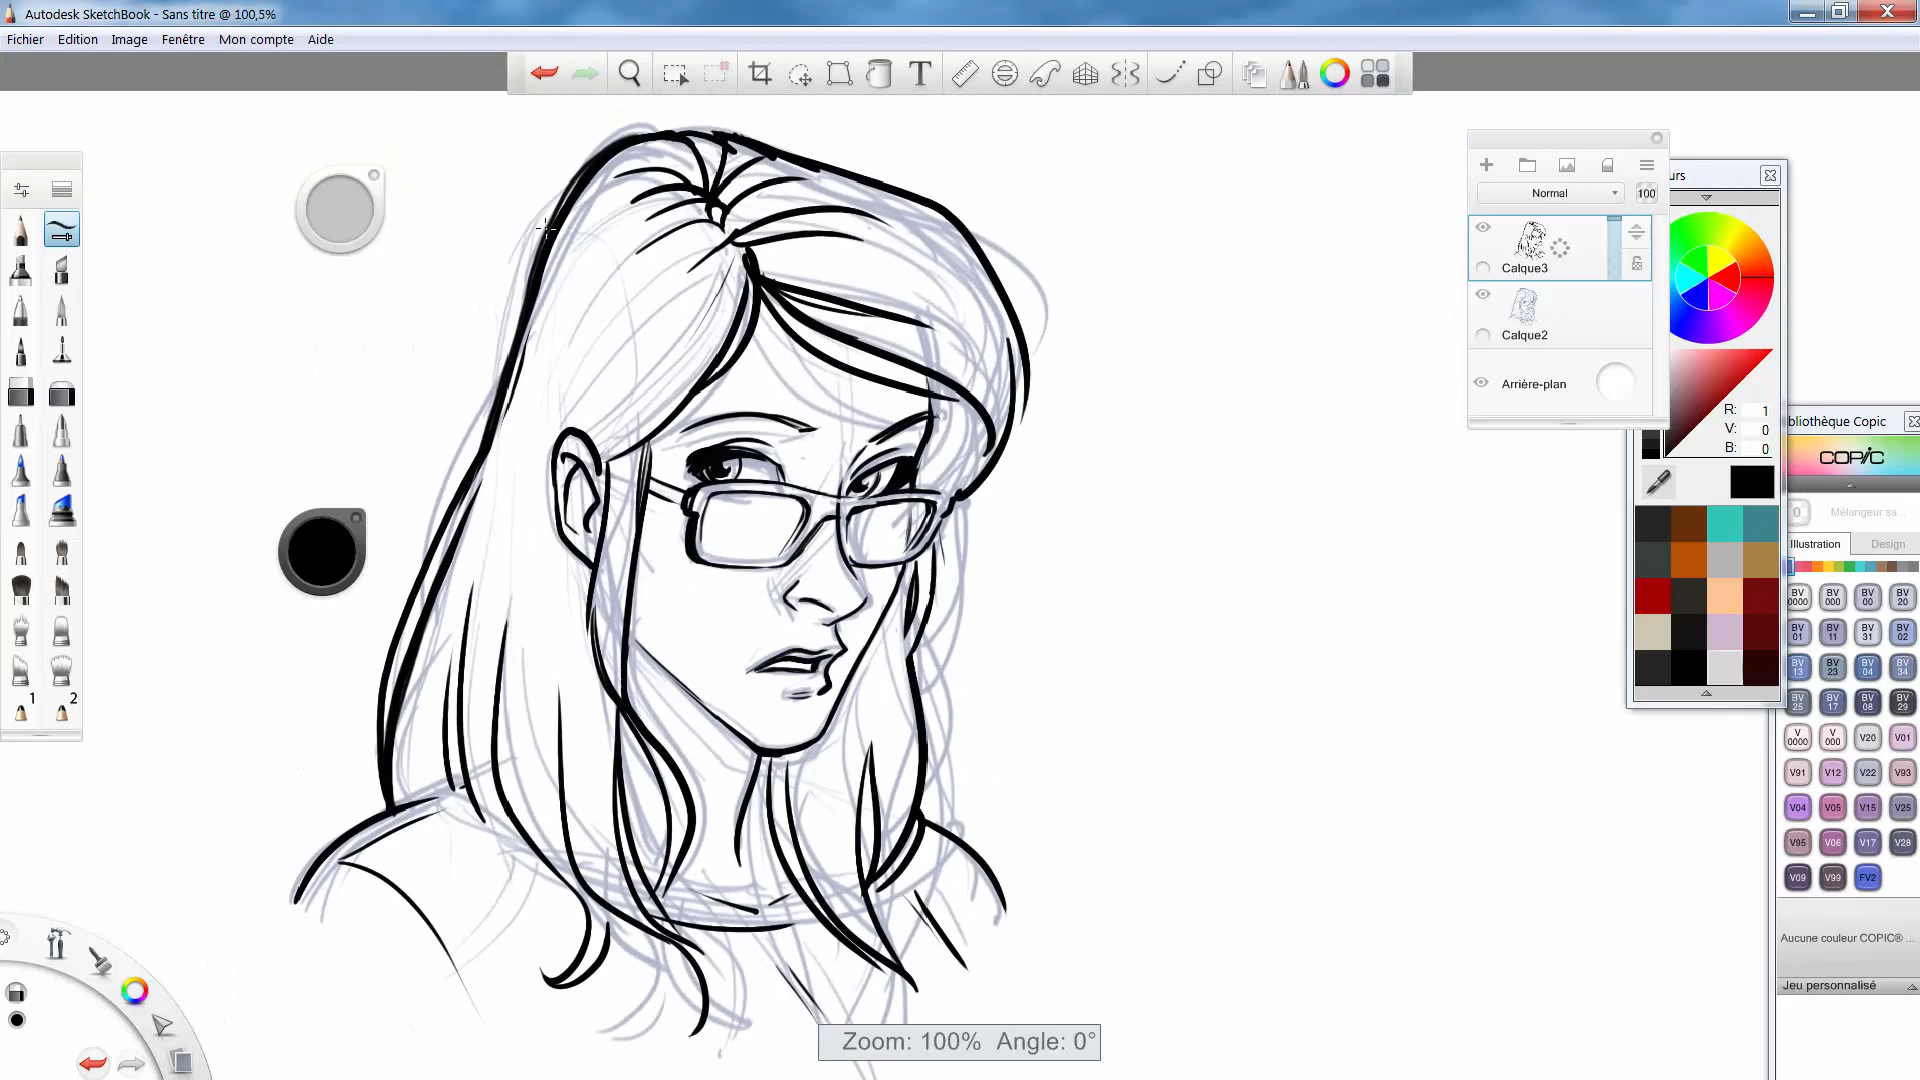 Autodesk SketchBook - Sans titre @ 100,5%
Fichier Edition Image Fenêtre Mon compte Aide
T
Normal 100
urs
Calque3
Calque2
Arrière-plan
R: 1
V: 0
B: 0
bliothèque Copic
COPIC
0 Mélangeur sa...
Illustration Design
BV 0000 BV 000 BV 00 BV 20
BV 01 BV 11 BV 31 BV 02
BV 13 BV 23 BV 04 BV 34
BV 25 BV 17 BV 08 BV 29
V 0000 V 000 V20 V01
V91 V12 V22 V93
V04 V05 V15 V25
V95 V06 V17 V28
V09 V99 FV2
Aucune couleur COPIC® ...
Jeu personnalisé
1 2
Zoom: 100% Angle: 0°